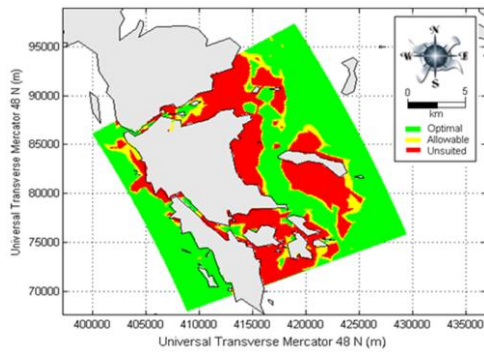 Universal Transverse Mercator 48 N (m)
95000
90000
85000
80000
75000
70000
400000 405000 410000 415000 420000 425000 430000 435000
Universal Transverse Mercator 48 N (m)
N
W E
S
0 5
km
Optimal
Allowable
Unsuited